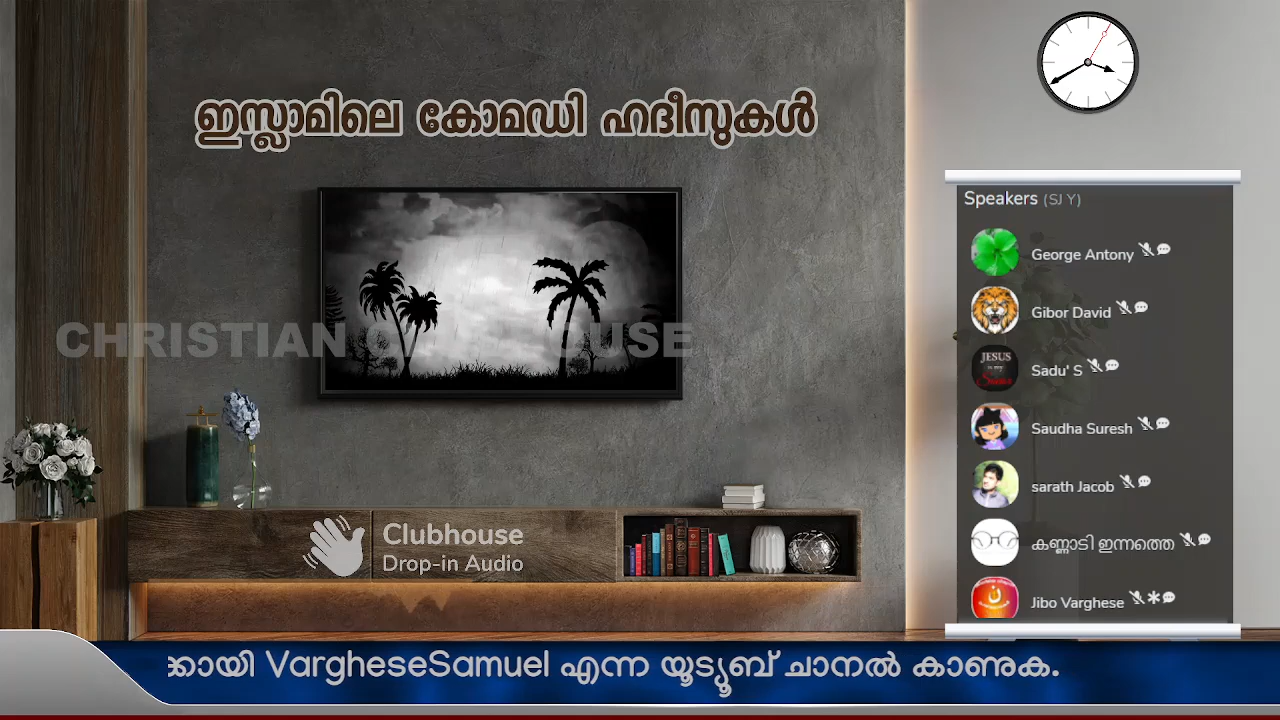 ഇസ്ലാമിലെ കോമഡി ഹദീസുകൾ
CHRISTIAN
Speakers (SJ Y)
George Antony
Gibor David
JESUS
Sadu' S
Saudha Suresh
sarath Jacob
കണ്ണാടി ഇന്നത്തെ
Jibo Varghese
Clubhouse
Drop-in Audio
ക്കായി VargheseSamuel എന്ന യൂട്യൂബ് ചാനൽ കാണുക.